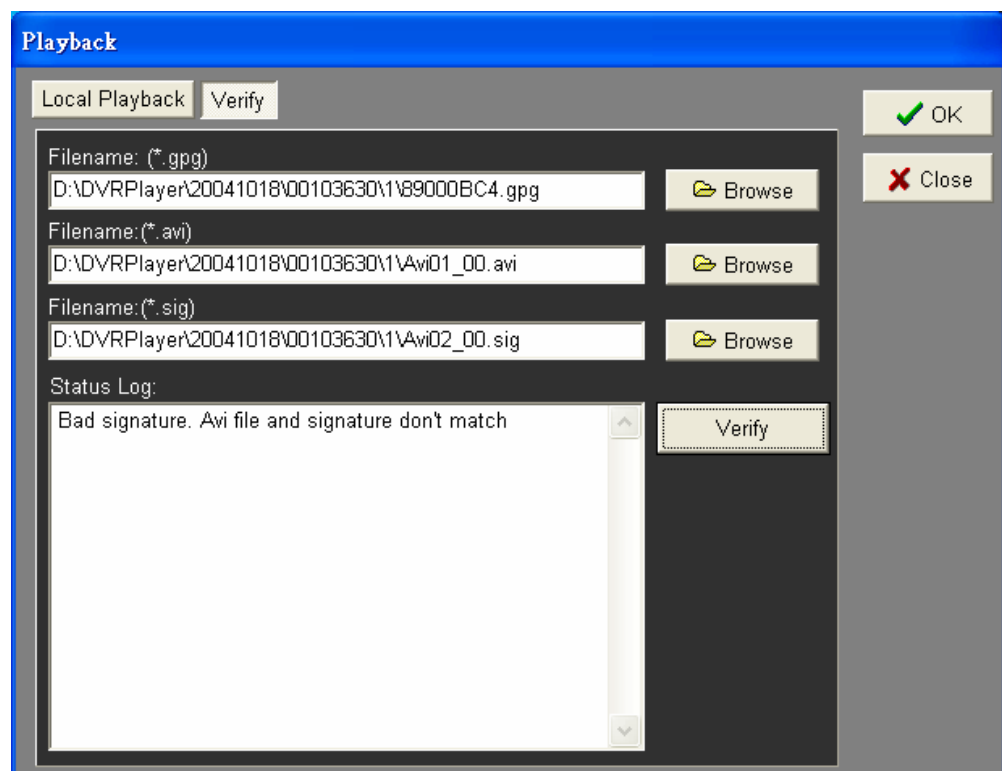 Playback
Local Playback
Verify
OK
Close
Filename: (*.gpg)
D:\DVRPlayer\20041018\00103630\1\89000BC4.gpg
Browse
Filename:(*.avi)
D:\DVRPlayer\20041018\00103630\1\Avi01_00.avi
Browse
Filename:(*.sig)
D:\DVRPlayer\20041018\00103630\1\Avi02_00.sig
Browse
Status Log:
Bad signature. Avi file and signature don't match
Verify